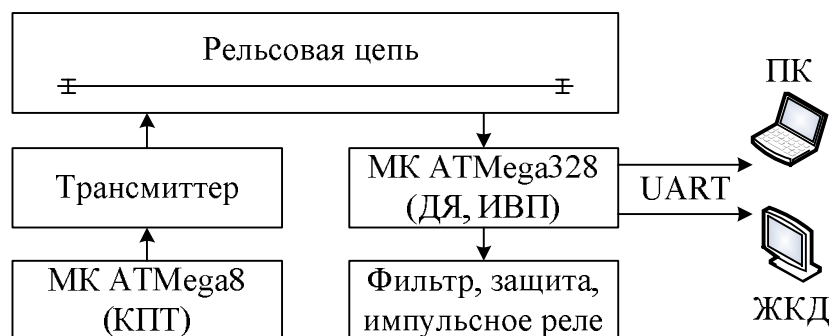 Рельсовая цепь
ПК
Трансмиттер
МК ATMega328
(ДЯ, ИВП)
UART
МК ATMega8
(КПТ)
Фильтр, защита,
импульсное реле
ЖКД